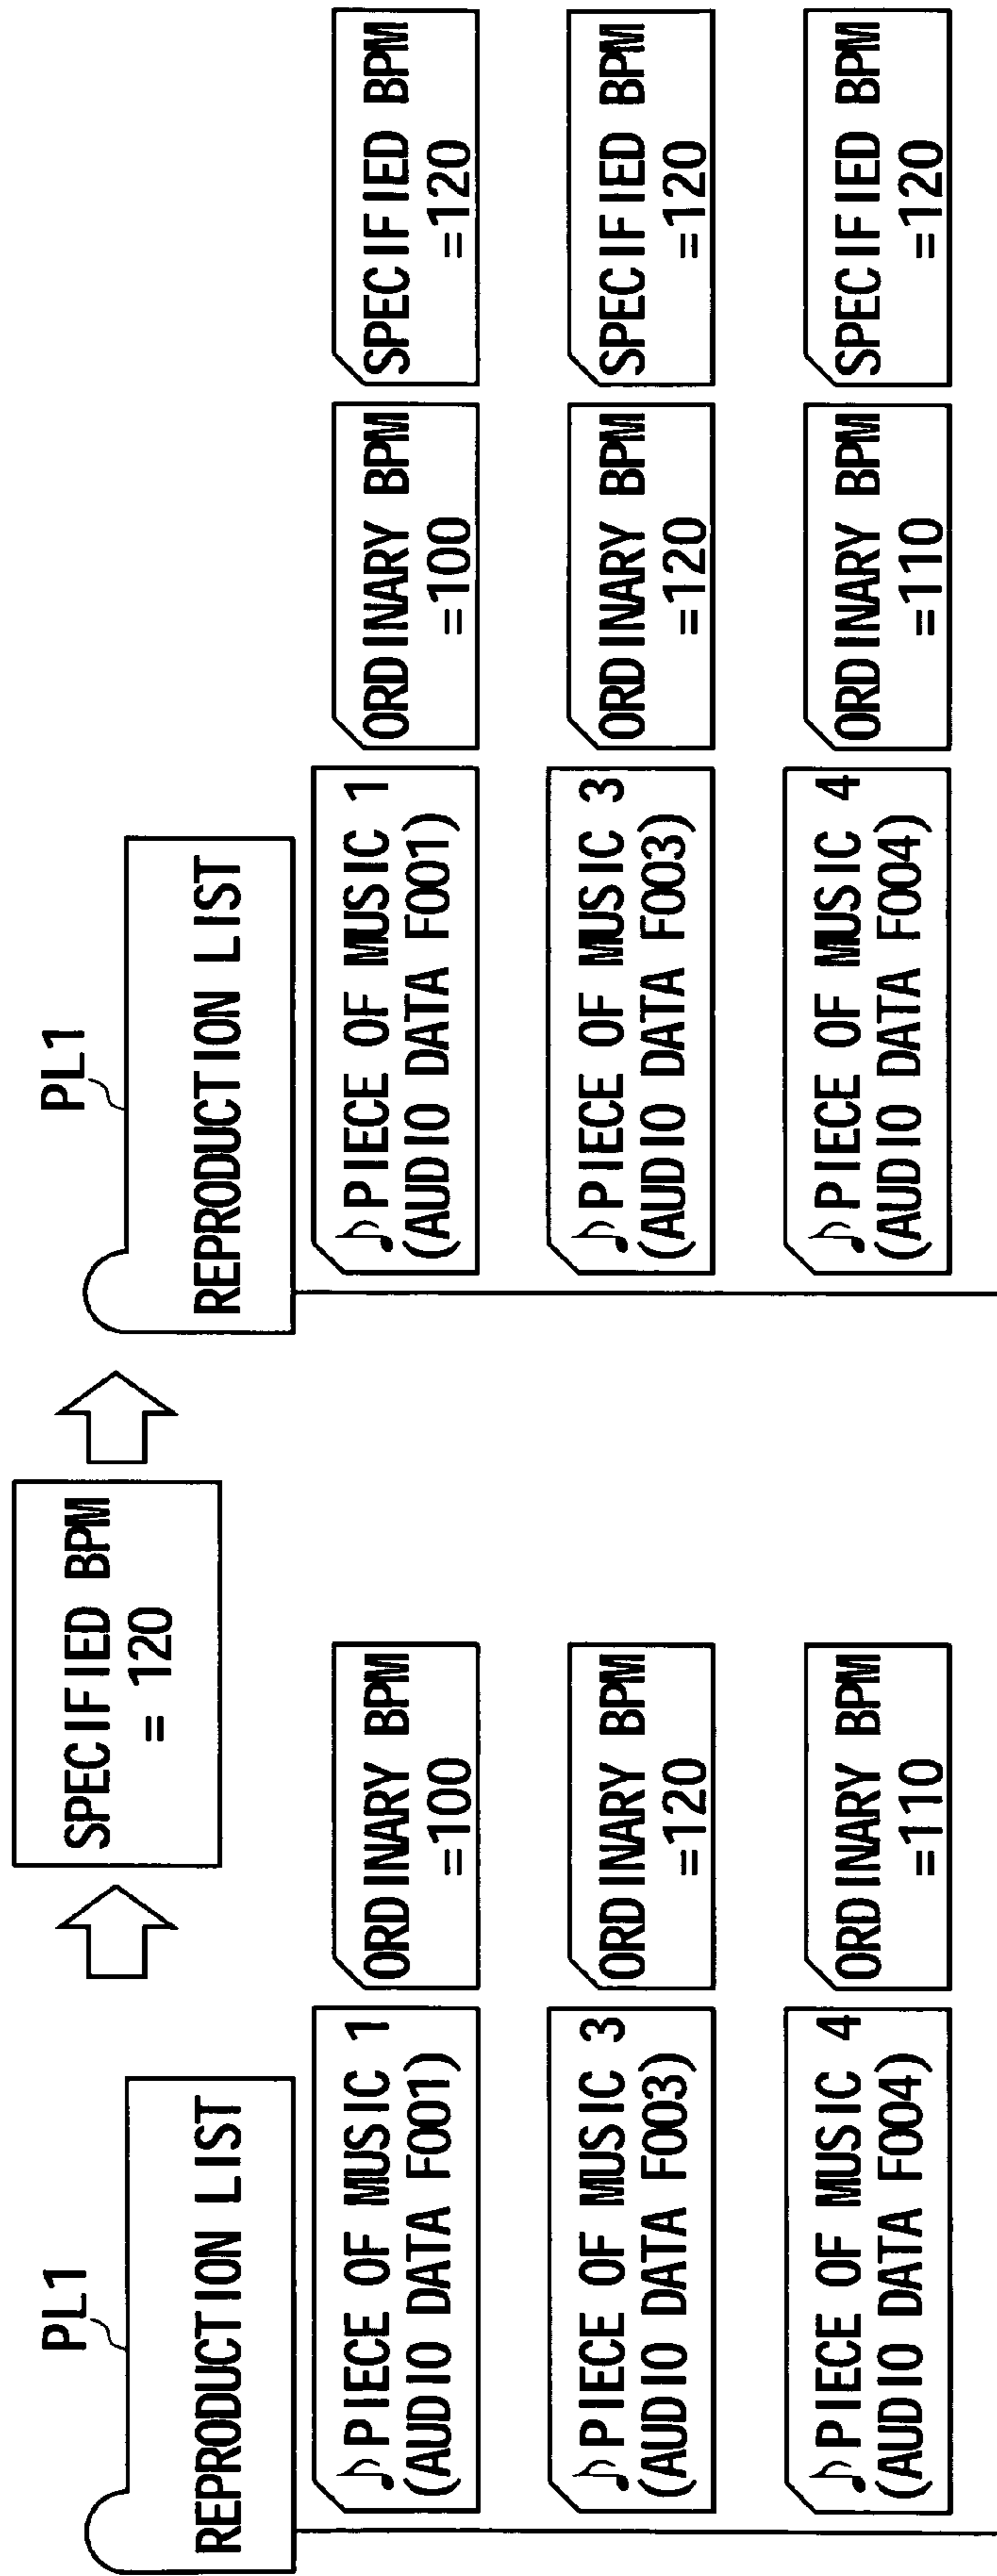 PL1
REPRODUCTION LIST
♪PIECE OF MUSIC 1
(AUDIO DATA F001)
ORDINARY BPM
=100
♪PIECE OF MUSIC 3
(AUDIO DATA F003)
ORDINARY BPM
=120
♪PIECE OF MUSIC 4
(AUDIO DATA F004)
ORDINARY BPM
=110
SPECIFIED BPM
= 120
PL1
REPRODUCTION LIST
♪PIECE OF MUSIC 1
(AUDIO DATA F001)
ORDINARY BPM
=100
SPECIFIED BPM
=120
♪PIECE OF MUSIC 3
(AUDIO DATA F003)
ORDINARY BPM
=120
SPECIFIED BPM
=120
♪PIECE OF MUSIC 4
(AUDIO DATA F004)
ORDINARY BPM
=110
SPECIFIED BPM
=120